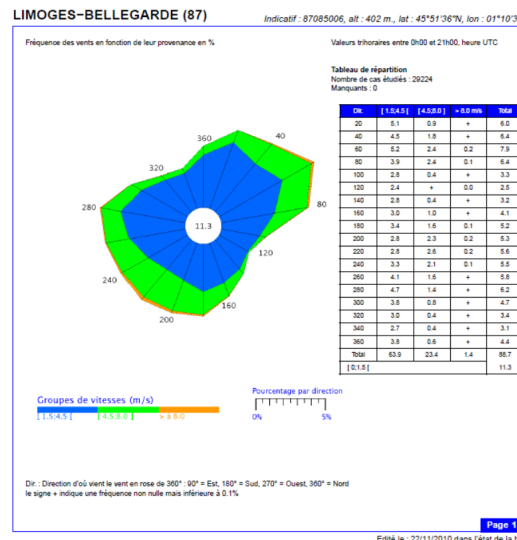 LIMOGES−BELLEGARDE (87)
Indicatif : 87085006, alt : 402 m., lat : 45°51'36"N, lon : 01°10'3
Fréquence des vents en fonction de leur provenance en %
Valeurs trihoraires entre 0h00 et 21h00, heure UTC
Tableau de répartition
Nombre de cas étudiés : 29224
Manquants : 0
Dir. [ 1.5;4.5 [ [ 4.5;8.0 ] > 8.0 m/s Total
20 5.1 0.9 + 6.0
40 4.5 1.8 + 6.4
60 5.2 2.4 0.2 7.9
80 3.9 2.4 0.1 6.4
100 2.8 0.4 + 3.3
120 2.4 + 0.0 2.5
140 2.8 0.4 + 3.2
160 3.0 1.0 + 4.1
180 3.4 1.6 0.1 5.2
200 2.8 2.3 0.2 5.3
220 2.8 2.6 0.2 5.6
240 3.3 2.1 0.1 5.5
260 4.1 1.6 + 5.8
280 4.7 1.4 + 6.2
300 3.8 0.8 + 4.7
320 3.0 0.4 + 3.4
340 2.7 0.4 + 3.1
360 3.8 0.6 + 4.4
Total 63.9 23.4 1.4 88.7
[ 0;1.5 [ 11.3
360
40
320
280
80
11.3
120
240
160
200
Groupes de vitesses (m/s)
[ 1.5;4.5 [ [ 4.5;8.0 ] > à 8.0
Pourcentage par direction
0% 5%
Dir. : Direction d'où vient le vent en rose de 360° : 90° = Est, 180° = Sud, 270° = Ouest, 360° = Nord
le signe + indique une fréquence non nulle mais inférieure à 0.1%
Page 1
Edité le : 22/11/2010 dans l'état de la